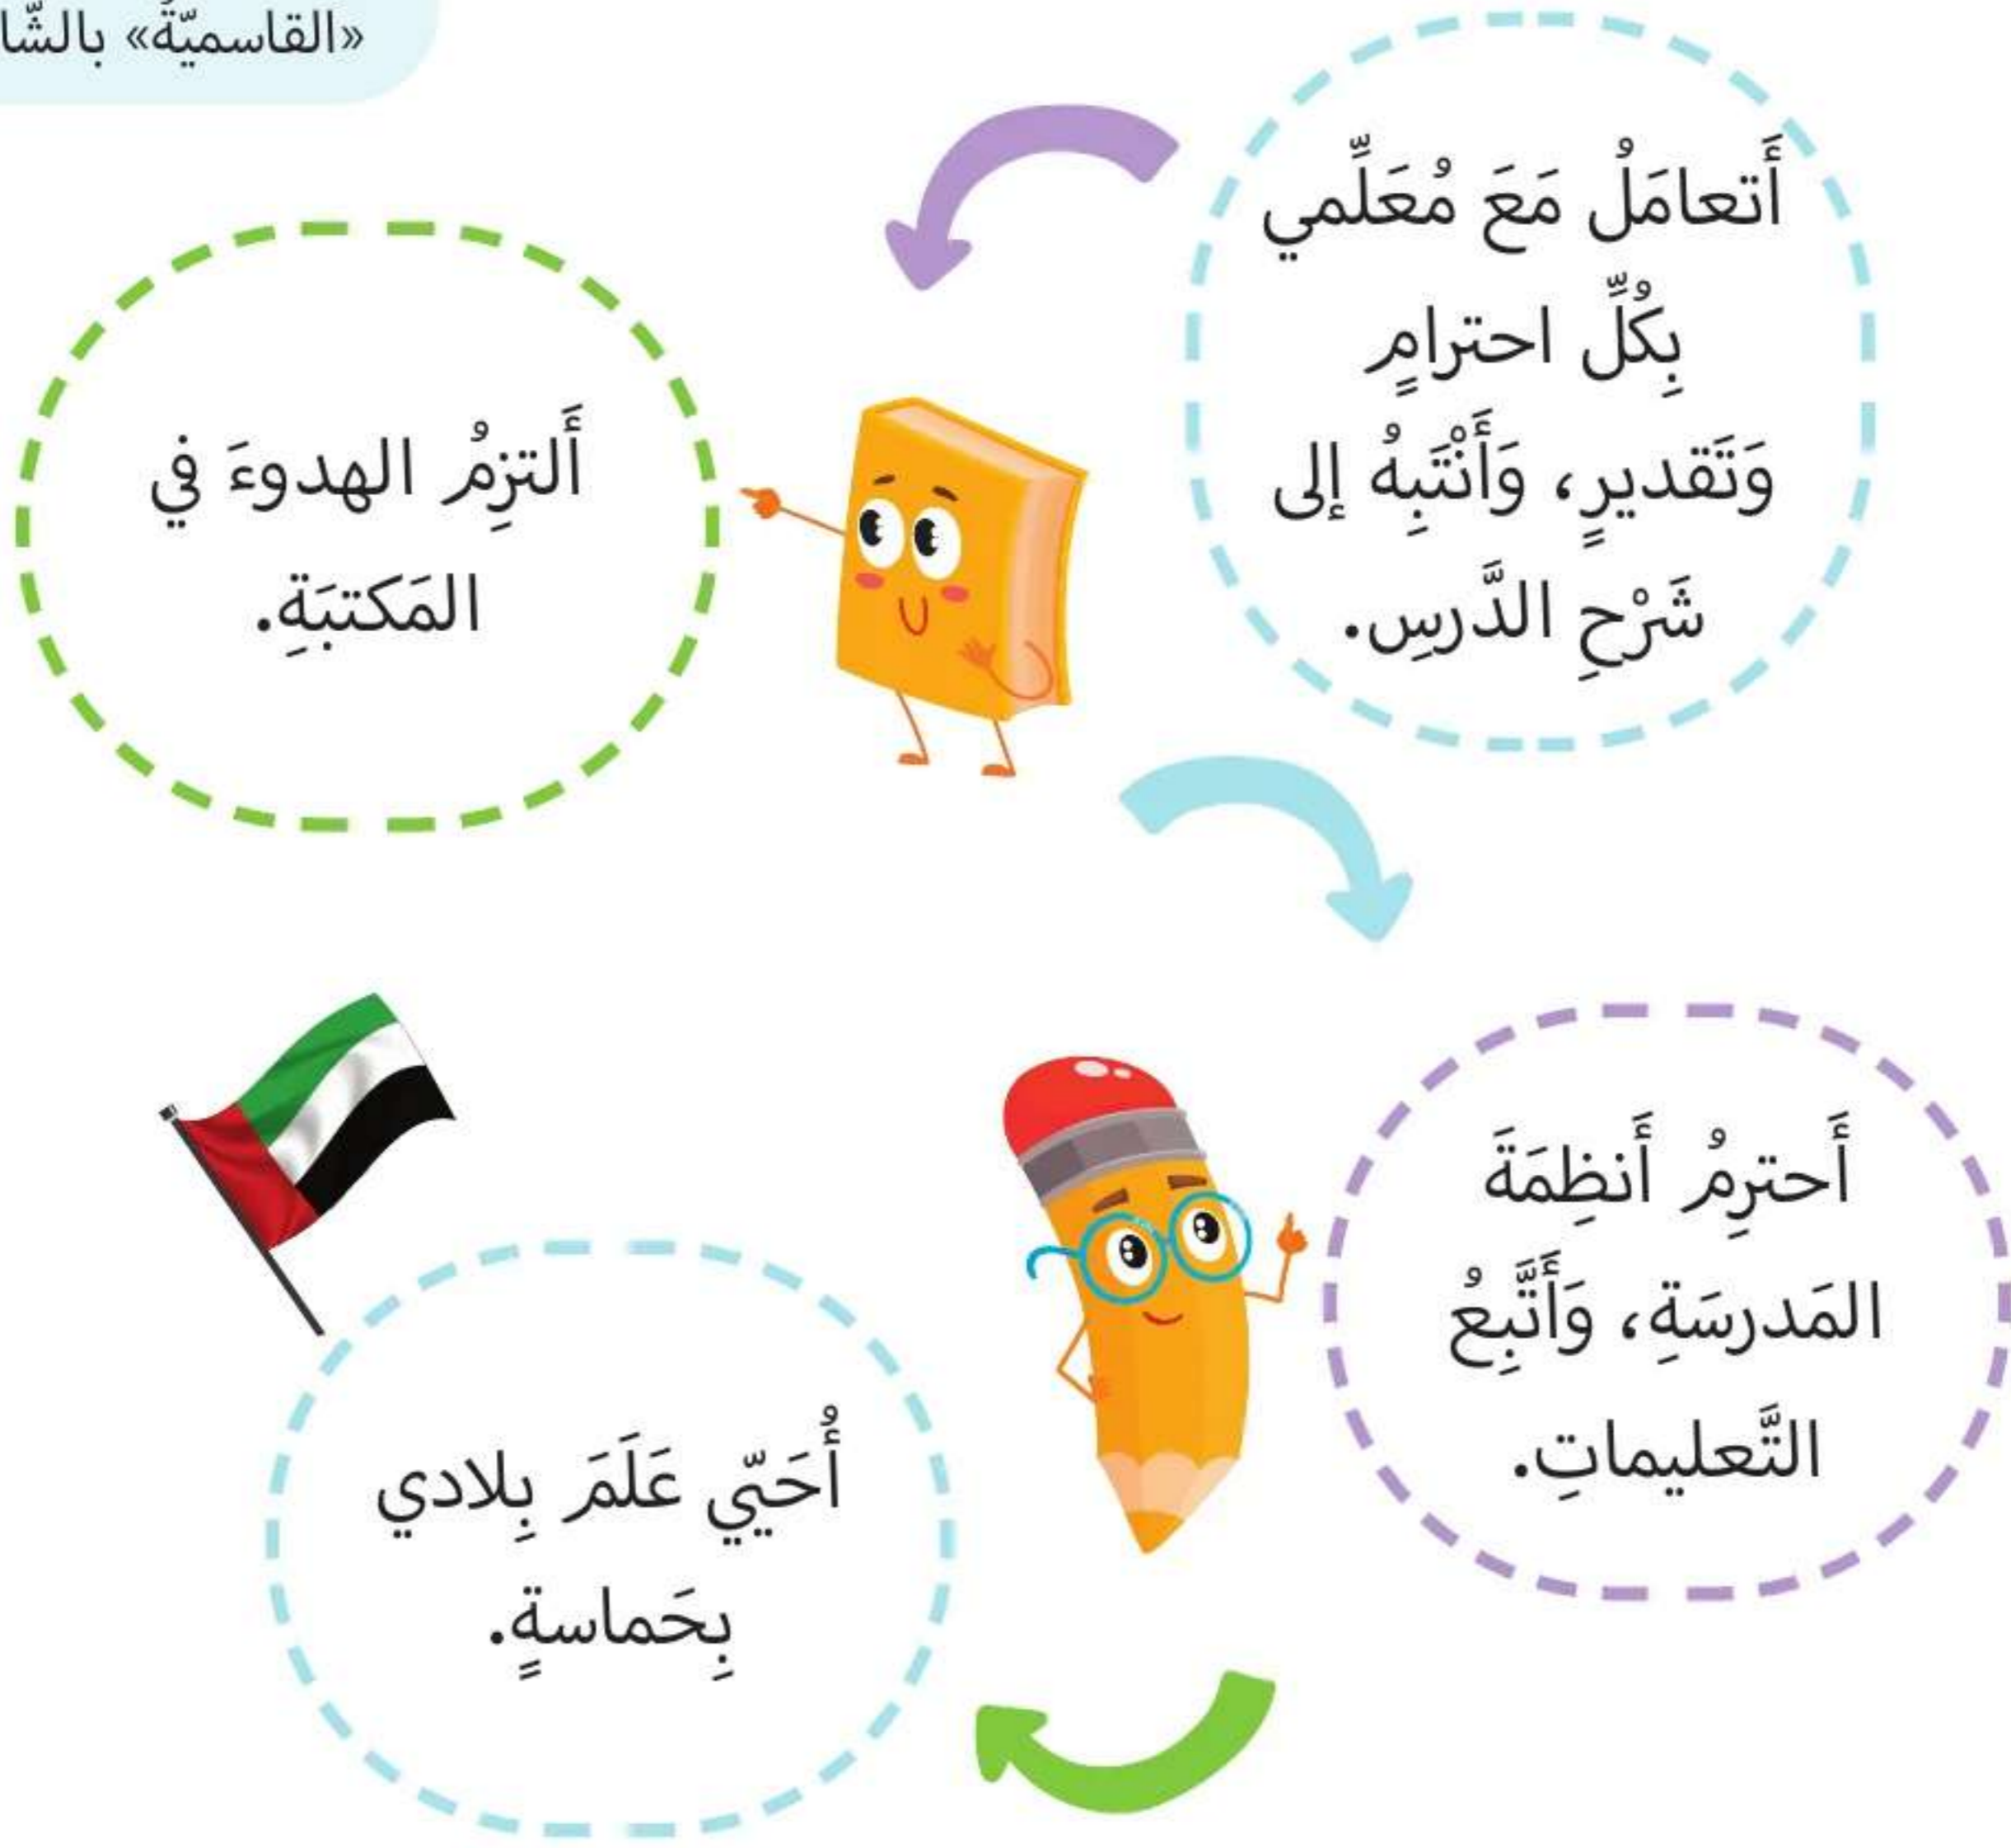 «القاسميّةُ»
أَتعامَلُ مَعَ مُعَلِّمي
بِكُلِّ احترامٍ
وَتَقديرٍ، وَأَنْتَبِهُ إلى
شَرْحِ الدَّرسِ.
أَلتزِمُ الهدوءَ في
المَكتبَةِ.
أَحترِمُ أَنظِمَةَ
المَدرسَةِ، وَأَتَّبِعُ
التَّعليماتِ.
أُحَيّي عَلَمَ بِلادي
بِحَماسةٍ.